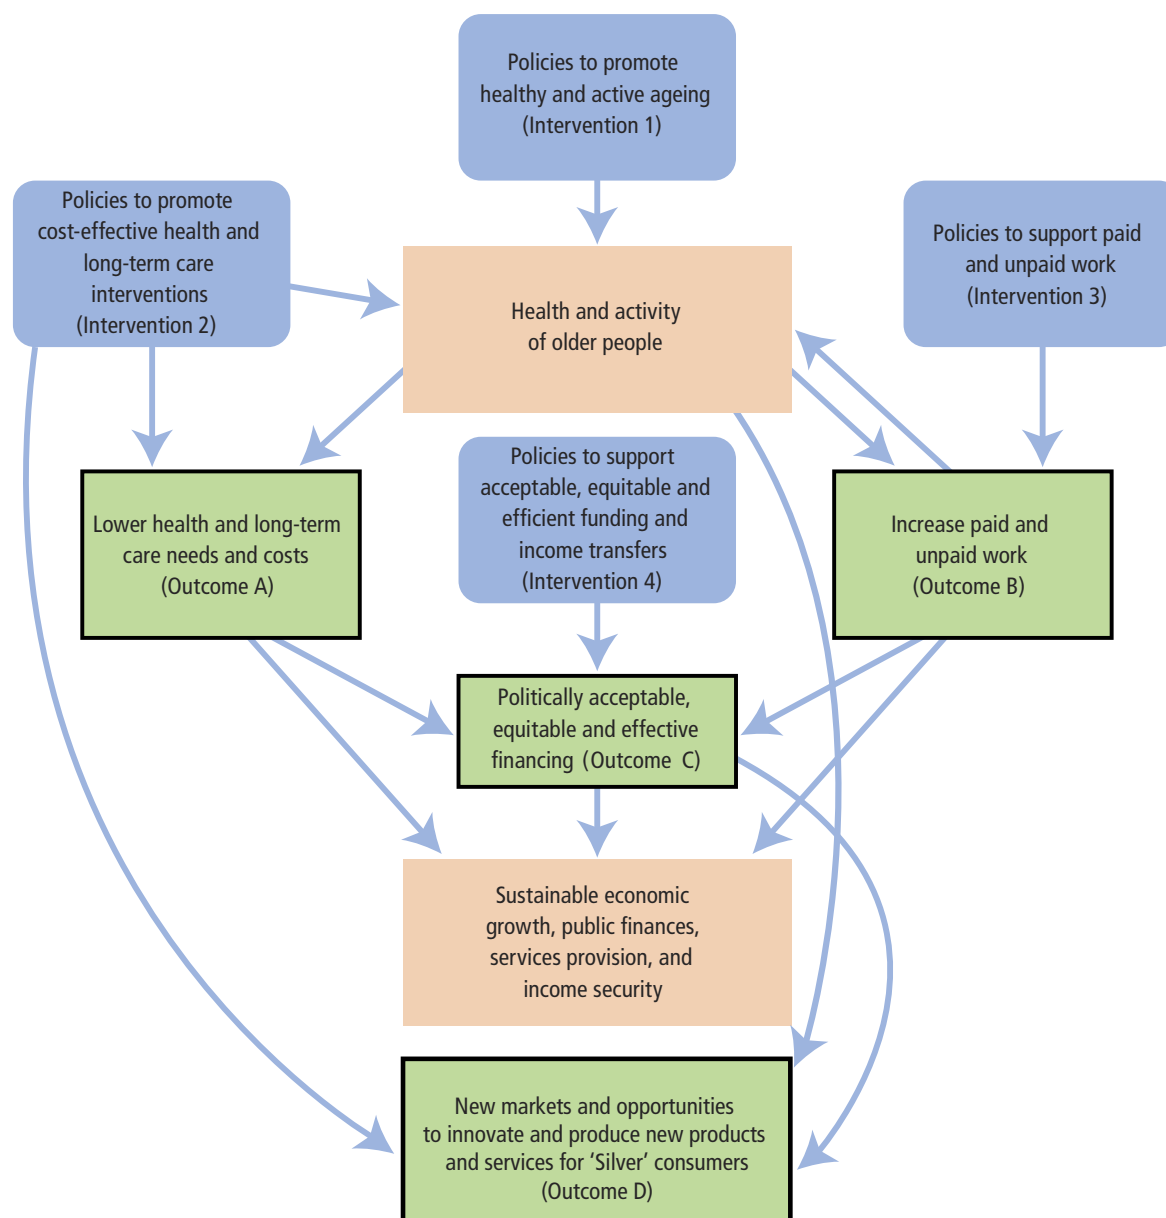 Policies to promote
healthy and active ageing
(Intervention 1)
Policies to promote
cost-effective health and
long-term care
interventions
(Intervention 2)
Policies to support paid
and unpaid work
(Intervention 3)
Health and activity
of older people
Policies to support
acceptable, equitable and
efficient funding and
income transfers
(Intervention 4)
Lower health and long-term
care needs and costs
(Outcome A)
Increase paid and
unpaid work
(Outcome B)
Politically acceptable,
equitable and effective
financing (Outcome C)
Sustainable economic
growth, public finances,
services provision, and
income security
New markets and opportunities
to innovate and produce new products
and services for ‘Silver’ consumers
(Outcome D)